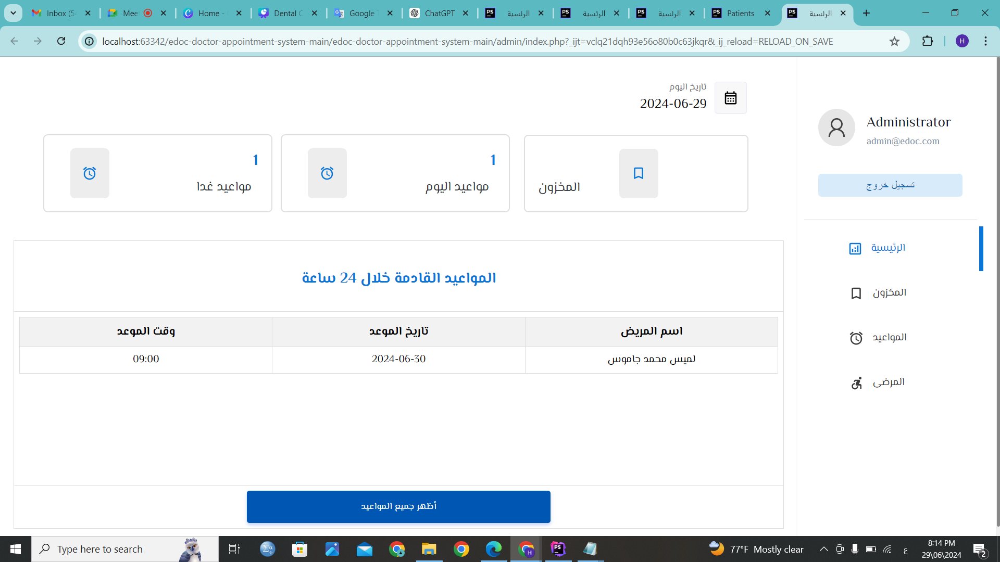 Inbox (5
Mee
Home -
Dental C
Google
ChatGPT
الرئسية
الرئسية
الرئسية
Patients
الرئسية
localhost:63342/edoc-doctor-appointment-system-main/edoc-doctor-appointment-system-main/admin/index.php?_ijt=vclq21dqh93e56o80b0c63jkqr&_ij_reload=RELOAD_ON_SAVE
H
تاريخ اليوم
2024-06-29
Administrator
admin@edoc.com
تسجيل خروج
الرئيسية
المخزون
المواعيد
المرضى
المخزون
1
مواعيد اليوم
1
مواعيد غدا
المواعيد القادمة خلال 24 ساعة
اسم المريض تاريخ الموعد وقت الموعد
لميس محمد جاموس 2024-06-30 09:00
أظهر جميع المواعيد
Type here to search
77°F Mostly clear
ع
8:14 PM
29\06\2024
2